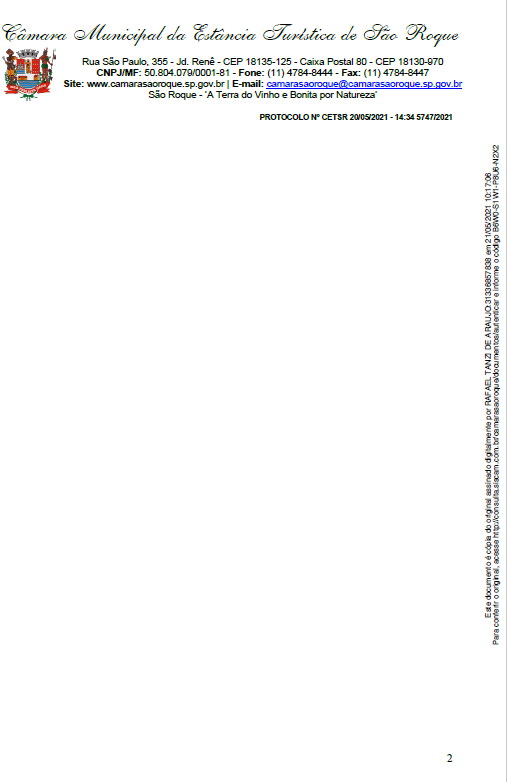 Câmara Municipal da Estância Turística de São Roque
Rua São Paulo, 355 - Jd. Renê - CEP 18135-125 - Caixa Postal 80 - CEP 18130-970
CNPJ/MF: 50.804.079/0001-81 - Fone: (11) 4784-8444 - Fax: (11) 4784-8447
Site: www.camarasaoroque.sp.gov.br | E-mail: camarasaoroque@camarasaoroque.sp.gov.br
São Roque - 'A Terra do Vinho e Bonita por Natureza'
PROTOCOLO Nº CETSR 20/05/2021 - 14:34 5747/2021
Este documento é cópia do original assinado digitalmente por RAFAEL TANZI DE ARAUJO:31336857838 em 21/05/2021 10:17:06
Para conferir o original, acesse http://consulta.siscam.com.br/camarasaoroque/documentos/autenticar e informe o código B6W0-S1W1-P8U6-N2X2
2